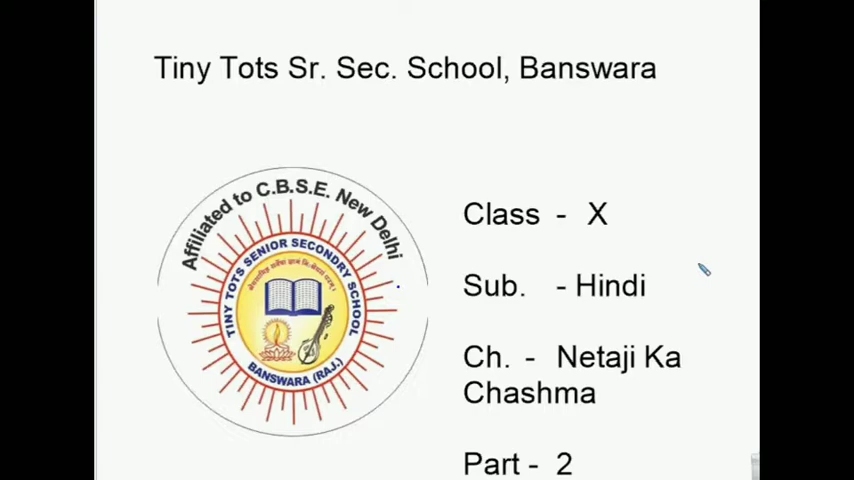 Tiny Tots Sr. Sec. School, Banswara
Affiliated to C.B.S.E. New Delhi
TINY TOTS SENIOR SECONDRY SCHOOL
BANSWARA (RAJ.)
Class - X
Sub. - Hindi
Ch. - Netaji Ka
Chashma
Part - 2